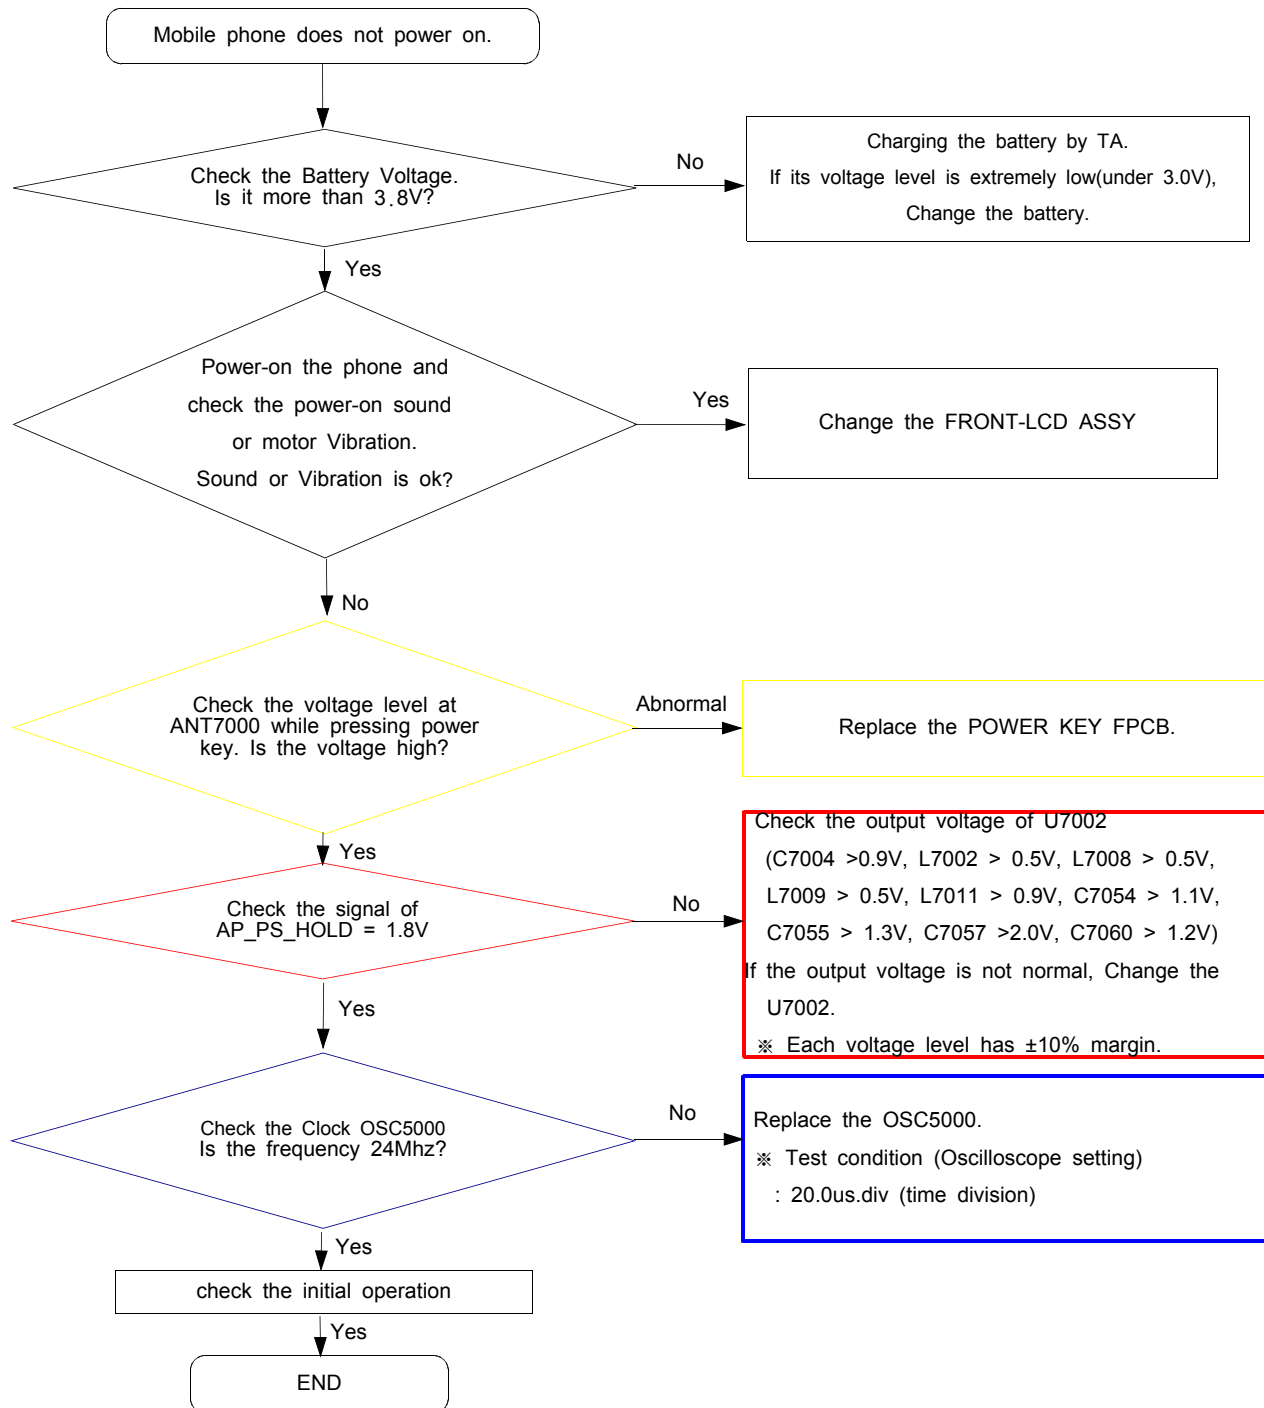 Mobile phone does not power on.
Check the Battery Voltage.
Is it more than 3.8V?
No
Charging the battery by TA.
If its voltage level is extremely low(under 3.0V),
Change the battery.
Yes
Power-on the phone and
check the power-on sound
or motor Vibration.
Sound or Vibration is ok?
Yes
Change the FRONT-LCD ASSY
No
Check the voltage level at
ANT7000 while pressing power
key. Is the voltage high?
Abnormal
Replace the POWER KEY FPCB.
Yes
Check the signal of
AP_PS_HOLD = 1.8V
No
Check the output voltage of U7002
(C7004 >0.9V, L7002 > 0.5V, L7008 > 0.5V,
L7009 > 0.5V, L7011 > 0.9V, C7054 > 1.1V,
C7055 > 1.3V, C7057 >2.0V, C7060 > 1.2V)
If the output voltage is not normal, Change the
U7002.
※ Each voltage level has ±10% margin.
Yes
Check the Clock OSC5000
Is the frequency 24Mhz?
No
Replace the OSC5000.
※ Test condition (Oscilloscope setting)
: 20.0us.div (time division)
Yes
check the initial operation
Yes
END